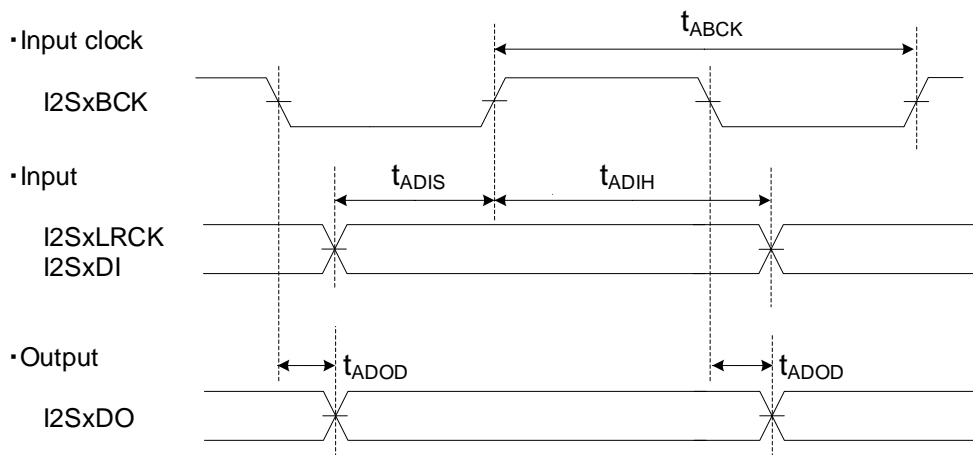 ・Input clock
tABCK
I2SxBCK
・Input
tADIS
tADIH
I2SxLRCK
I2SxDI
・Output
tADOD
tADOD
I2SxDO